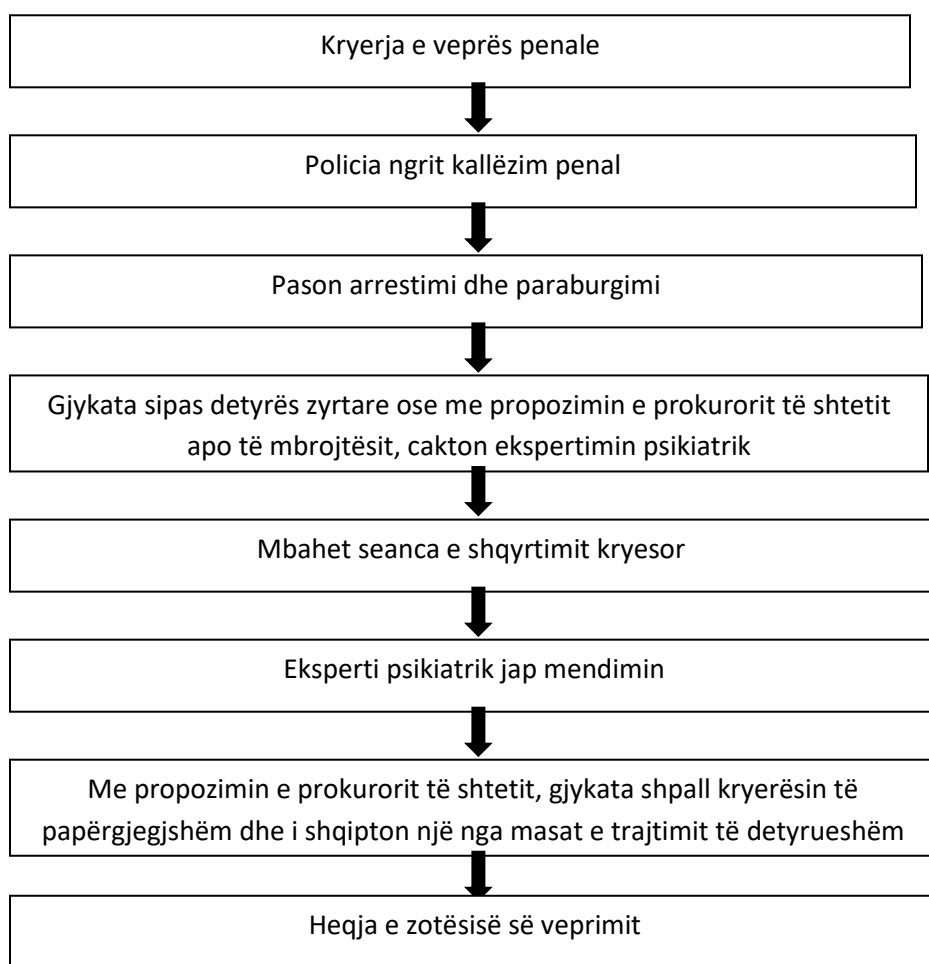 Kryerja e veprës penale
Policia ngrit kallëzim penal
Pason arrestimi dhe paraburgimi
Gjykata sipas detyrës zyrtare ose me propozimin e prokurorit të shtetit
apo të mbrojtësit, cakton ekspertimin psikiatrik
Mbahet seanca e shqyrtimit kryesor
Eksperti psikiatrik jap mendimin
Me propozimin e prokurorit të shtetit, gjykata shpall kryerësin të
papërgjegjshëm dhe i shqipton një nga masat e trajtimit të detyrueshëm
Heqja e zotësisë së veprimit